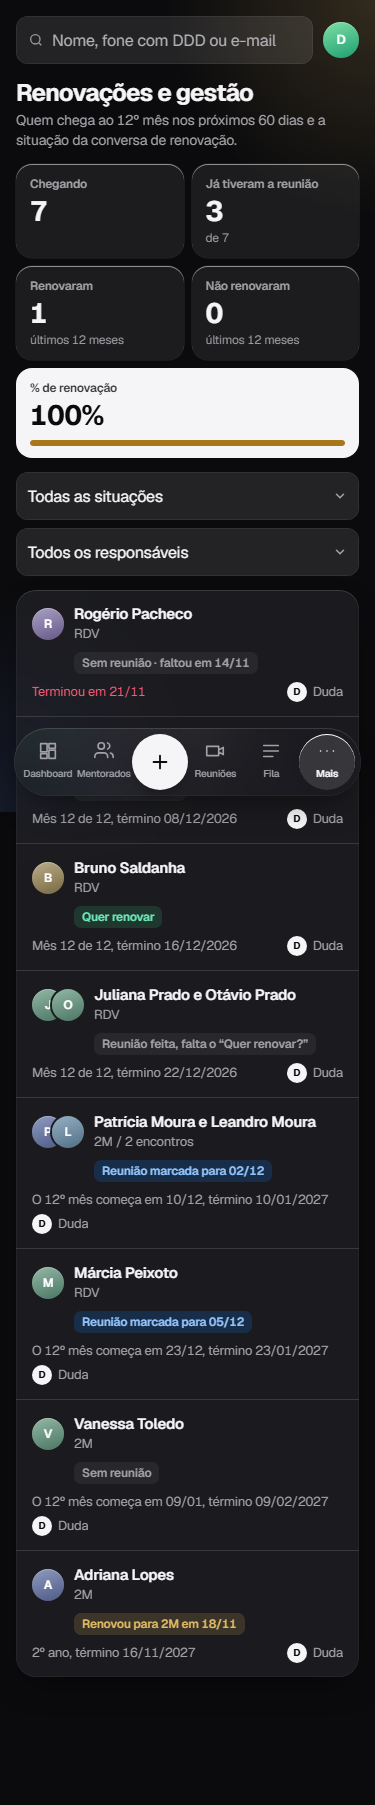 Nome, fone com DDD ou e-mail
D
Renovações e gestão
Quem chega ao 12º mês nos próximos 60 dias e a
situação da conversa de renovação.
Chegando
7
Já tiveram a reunião
3
de 7
Renovaram
1
últimos 12 meses
Não renovaram
0
últimos 12 meses
% de renovação
100%
Todas as situações
Todos os responsáveis
R
Rogério Pacheco
RDV
Sem reunião · faltou em 14/11
Terminou em 21/11
D Duda
Dashboard
Mentorados
+
Reuniões
Fila
Mais
Mês 12 de 12, término 08/12/2026
D Duda
B
Bruno Saldanha
RDV
Quer renovar
Mês 12 de 12, término 16/12/2026
D Duda
J O
Juliana Prado e Otávio Prado
RDV
Reunião feita, falta o “Quer renovar?”
Mês 12 de 12, término 22/12/2026
D Duda
P L
Patrícia Moura e Leandro Moura
2M / 2 encontros
Reunião marcada para 02/12
O 12º mês começa em 10/12, término 10/01/2027
D Duda
M
Márcia Peixoto
RDV
Reunião marcada para 05/12
O 12º mês começa em 23/12, término 23/01/2027
D Duda
V
Vanessa Toledo
2M
Sem reunião
O 12º mês começa em 09/01, término 09/02/2027
D Duda
A
Adriana Lopes
2M
Renovou para 2M em 18/11
2º ano, término 16/11/2027
D Duda